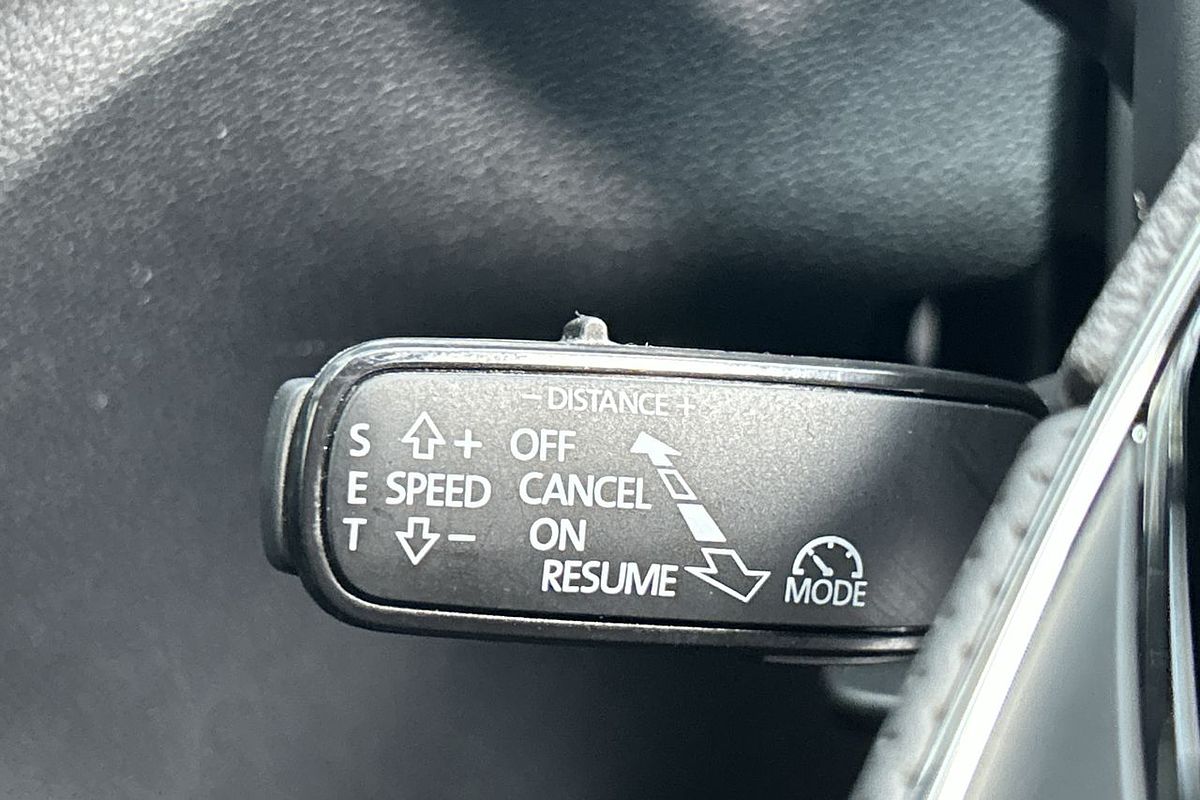 - DISTANCE +
S + OFF
E SPEED CANCEL
T - ON
RESUME
MODE